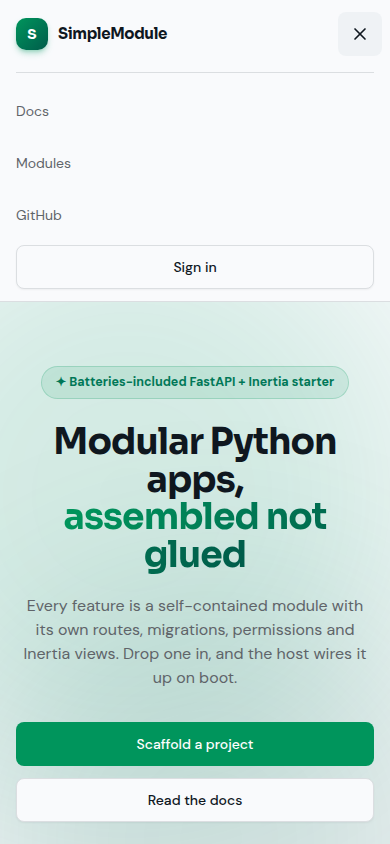 S SimpleModule
Docs
Modules
GitHub
Sign in
✦ Batteries-included FastAPI + Inertia starter
Modular Python
apps,
assembled not
glued
Every feature is a self-contained module with
its own routes, migrations, permissions and
Inertia views. Drop one in, and the host wires it
up on boot.
Scaffold a project
Read the docs